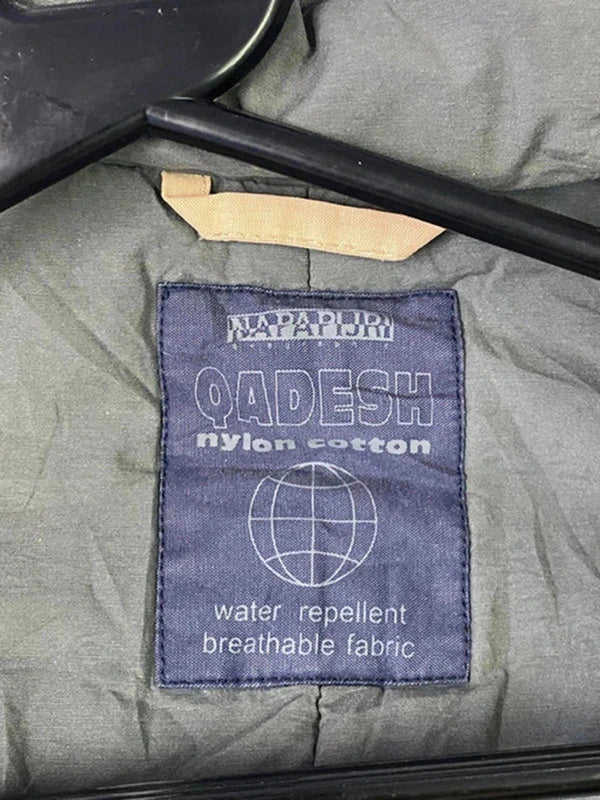 NAPAPIJRI
QADESH
nylon cotton
water repellent
breathable fabric